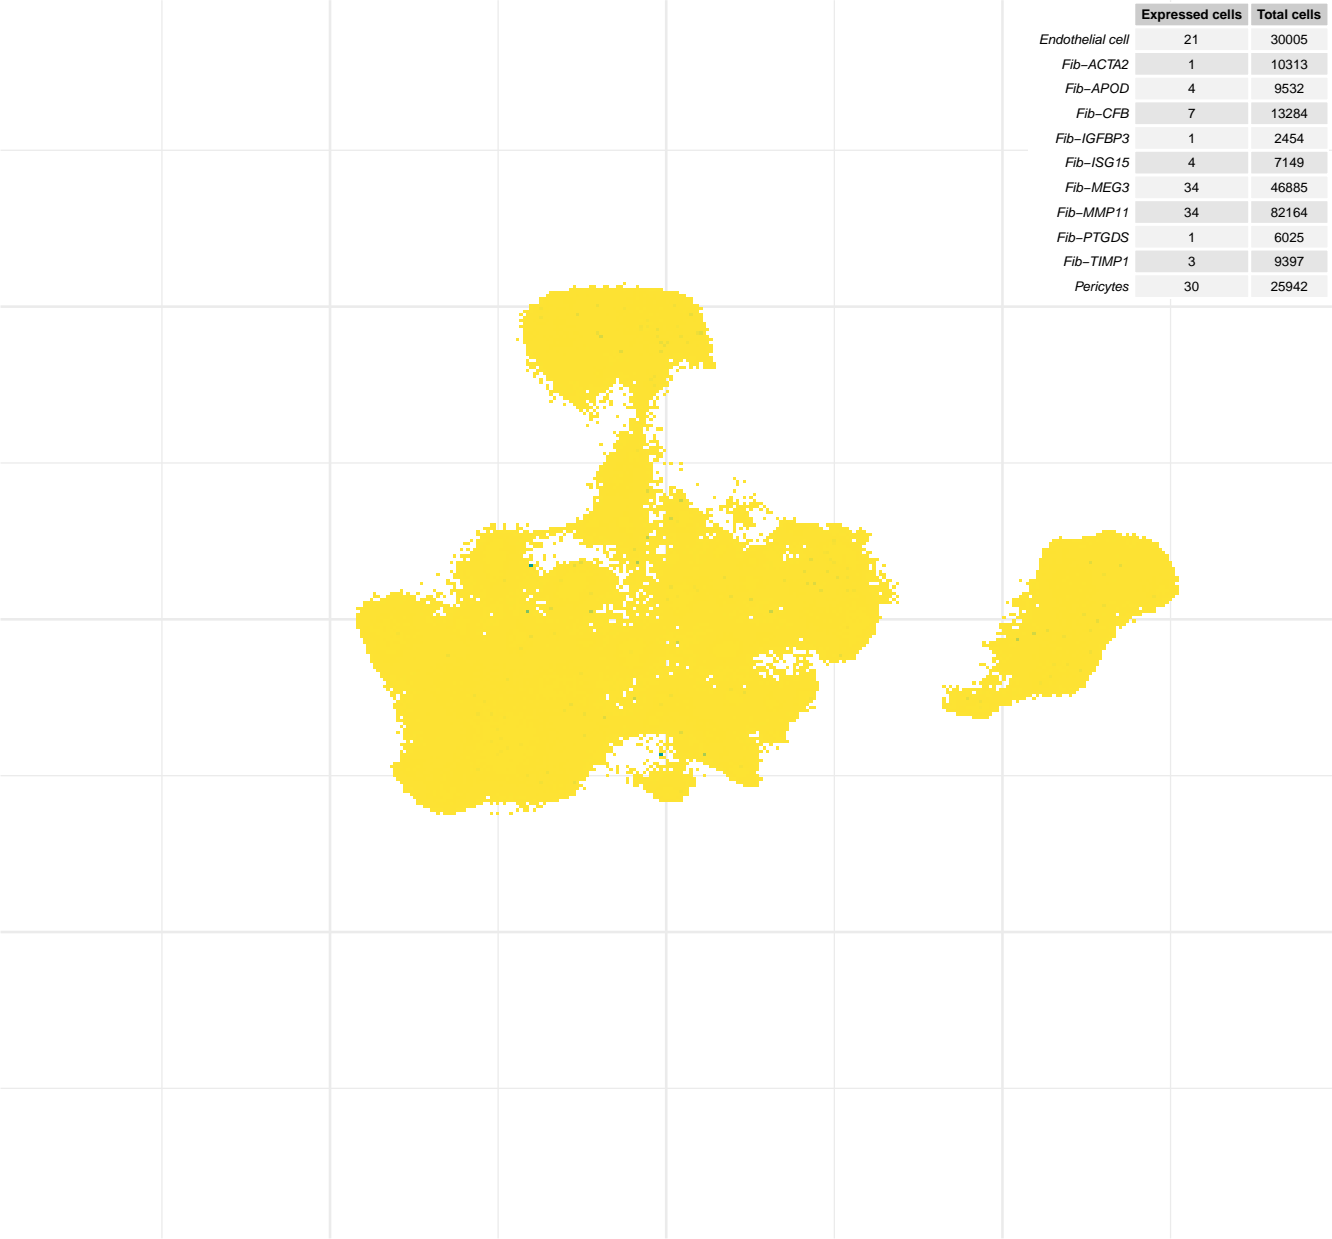 Expressed cells Total cells
Endothelial cell 21 30005
Fib−ACTA2 1 10313
Fib−APOD 4 9532
Fib−CFB 7 13284
Fib−IGFBP3 1 2454
Fib−ISG15 4 7149
Fib−MEG3 34 46885
Fib−MMP11 34 82164
Fib−PTGDS 1 6025
Fib−TIMP1 3 9397
Pericytes 30 25942